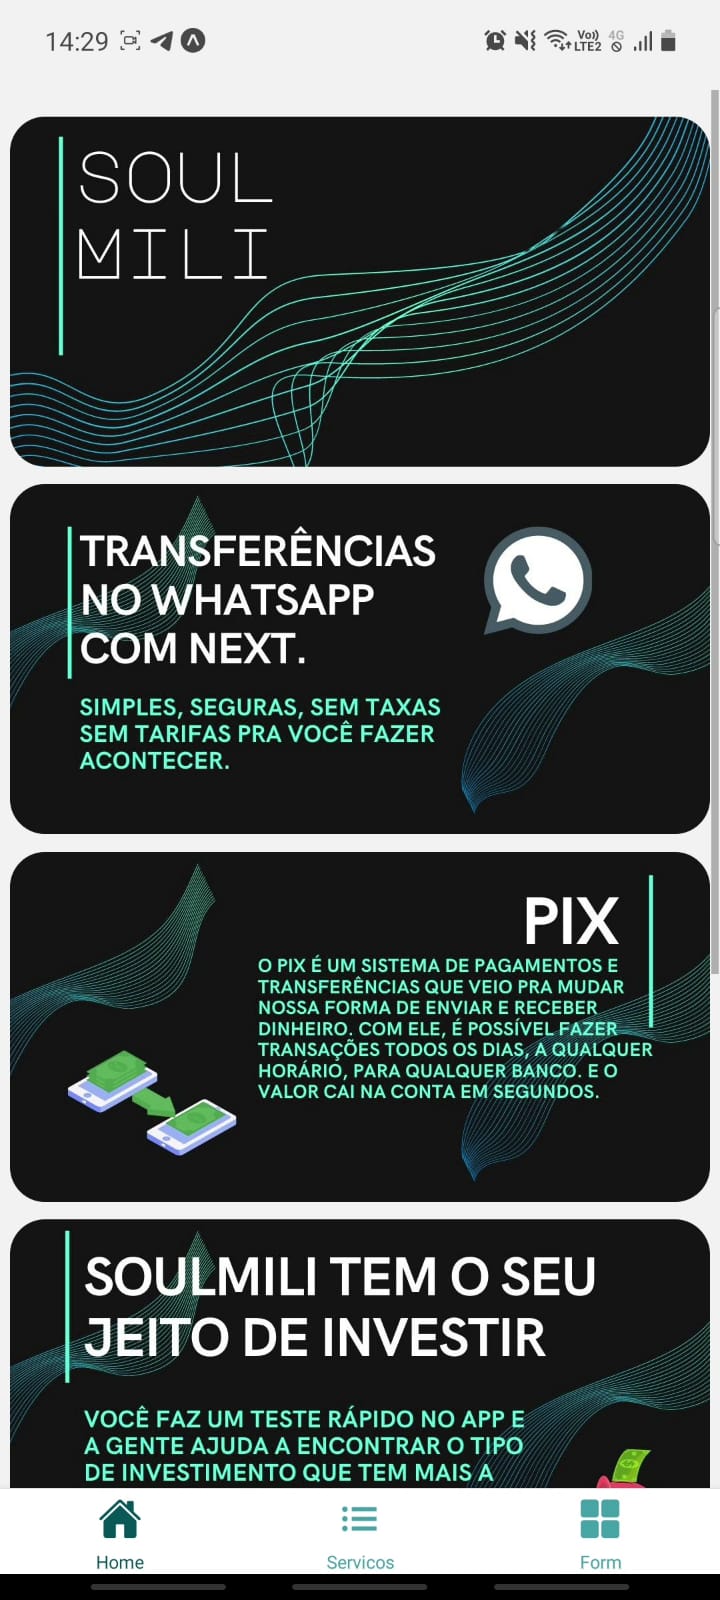 14:29
Vo)) 4G
LTE2
SOUL
MILI
TRANSFERÊNCIAS
NO WHATSAPP
COM NEXT.
SIMPLES, SEGURAS, SEM TAXAS
SEM TARIFAS PRA VOCÊ FAZER
ACONTECER.
PIX
O PIX É UM SISTEMA DE PAGAMENTOS E
TRANSFERÊNCIAS QUE VEIO PRA MUDAR
NOSSA FORMA DE ENVIAR E RECEBER
DINHEIRO. COM ELE, É POSSÍVEL FAZER
TRANSAÇÕES TODOS OS DIAS, A QUALQUER
HORÁRIO, PARA QUALQUER BANCO. E O
VALOR CAI NA CONTA EM SEGUNDOS.
SOULMILI TEM O SEU
JEITO DE INVESTIR
VOCÊ FAZ UM TESTE RÁPIDO NO APP E
A GENTE AJUDA A ENCONTRAR O TIPO
DE INVESTIMENTO QUE TEM MAIS A
Home
Servicos
Form